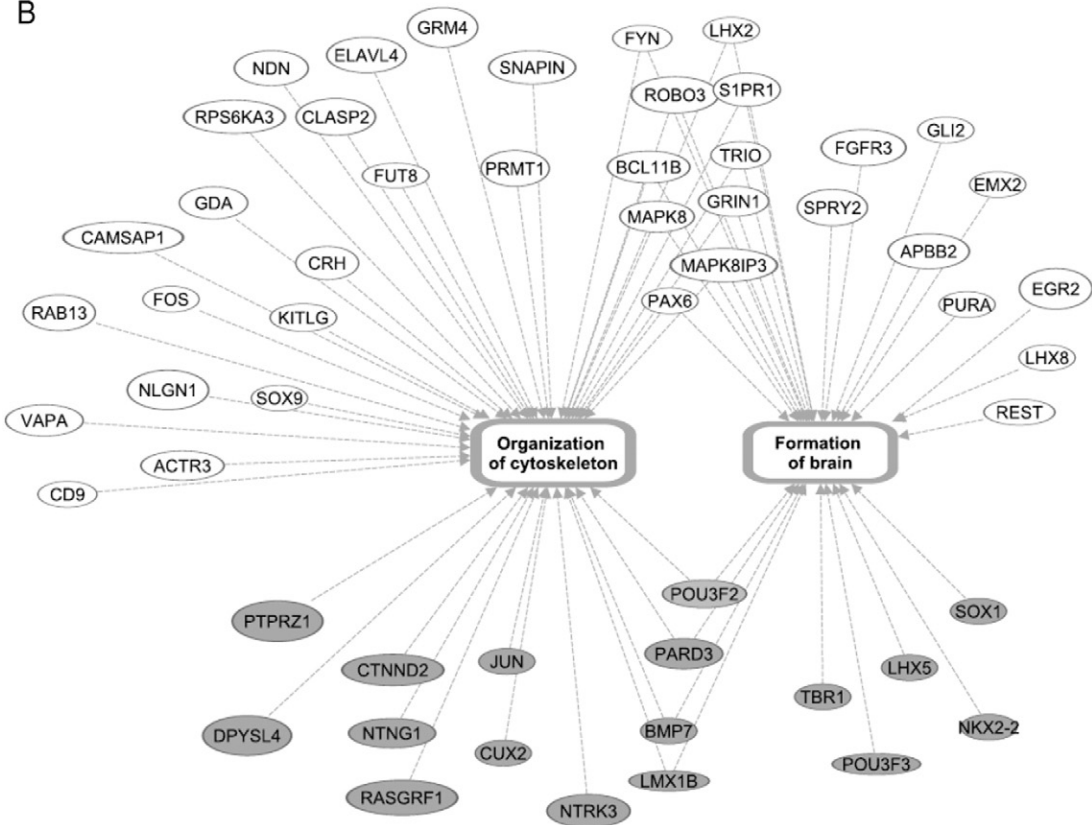 B
GRM4
FYN
LHX2
ELAVL4
NDN
SNAPIN
ROBO3
S1PR1
RPS6KA3
CLASP2
GLI2
FGFR3
TRIO
BCL11B
PRMT1
FUT8
EMX2
GDA
GRIN1
SPRY2
MAPK8
CAMSAP1
APBB2
CRH
MAPK8IP3
EGR2
FOS
PAX6
PURA
RAB13
KITLG
LHX8
NLGN1
SOX9
REST
VAPA
Organization
of cytoskeleton
Formation
of brain
ACTR3
CD9
POU3F2
SOX1
PTPRZ1
PARD3
JUN
LHX5
CTNND2
TBR1
NKX2-2
BMP7
NTNG1
DPYSL4
CUX2
POU3F3
LMX1B
RASGRF1
NTRK3